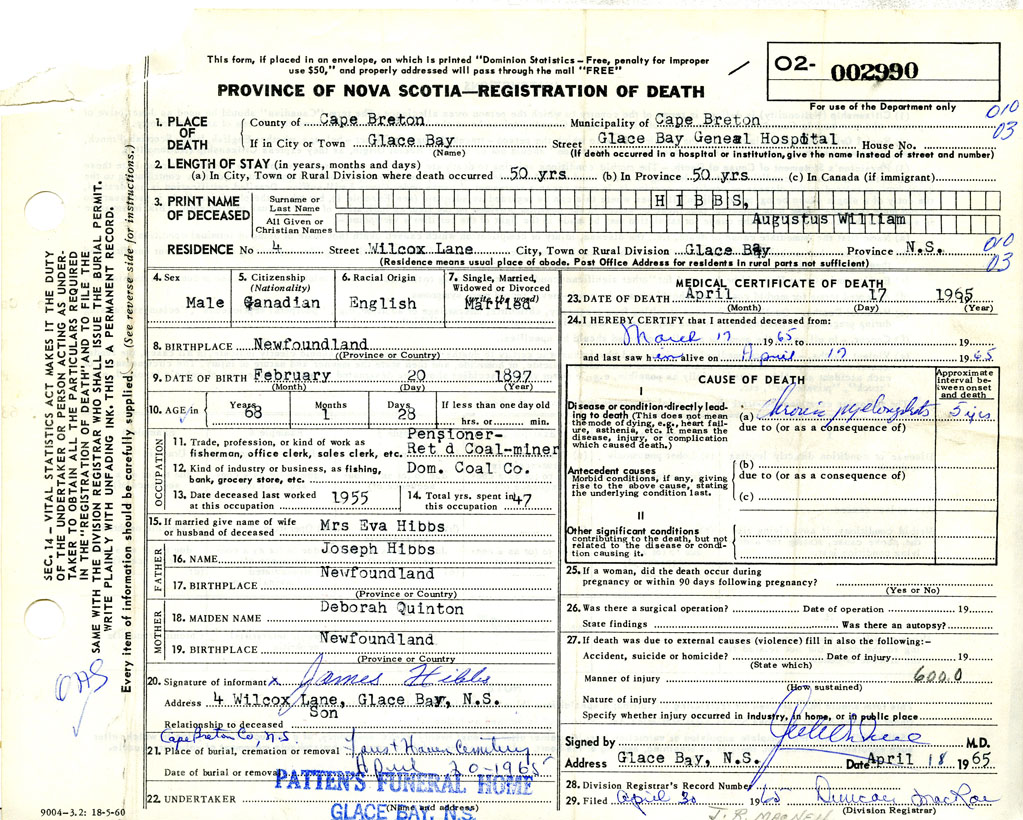 This form, if placed in an envelope, on which is printed "Dominion Statistics – Free, penalty for improper
use $50," and properly addressed will pass through the mail "FREE"
PROVINCE OF NOVA SCOTIA—REGISTRATION OF DEATH
02- 002990
For use of the Department only
010
03
1. PLACE OF DEATH
County of Cape Breton Municipality of Cape Breton
If in City or Town Glace Bay Street Glace Bay General Hospital House No.
(Name) (If death occurred in a hospital or institution, give the name instead of street and number)
2. LENGTH OF STAY (in years, months and days)
(a) In City, Town or Rural Division where death occurred 50 yrs. (b) In Province 50 yrs. (c) In Canada (if immigrant)
3. PRINT NAME OF DECEASED
Surname or Last Name HIBBS,
All Given or Christian Names Augustus William
RESIDENCE No 4 Street Wilcox Lane City, Town or Rural Division Glace Bay Province N.S.
(Residence means usual place of abode. Post Office Address for residents in rural parts not sufficient)
010
03
4. Sex
Male
5. Citizenship (Nationality)
Canadian
6. Racial Origin
English
7. Single, Married, Widowed or Divorced (write the word)
Married
8. BIRTHPLACE Newfoundland
(Province or Country)
9. DATE OF BIRTH February 20 1897
(Month) (Day) (Year)
10. AGE in Years 68 Months 1 Days 28 If less than one day old
hrs. or min.
OCCUPATION
11. Trade, profession, or kind of work as fisherman, office clerk, sales clerk, etc. Pensioner-
Ret'd Coal-miner
12. Kind of industry or business, as fishing, bank, grocery store, etc. Dom. Coal Co.
13. Date deceased last worked at this occupation 1955
14. Total yrs. spent in this occupation 47
15. If married give name of wife or husband of deceased Mrs Eva Hibbs
FATHER
16. NAME Joseph Hibbs
17. BIRTHPLACE Newfoundland
(Province or Country)
MOTHER
18. MAIDEN NAME Deborah Quinton
19. BIRTHPLACE Newfoundland
(Province or Country)
20. Signature of informant x James Hibbs
Address 4 Wilcox Lane, Glace Bay, N.S.
Relationship to deceased Son
Cape Breton Co, N.S.
21. Place of burial, cremation or removal Cemetery
Date of burial or removal April 20-1965
PATTEN'S FUNERAL HOME
22. UNDERTAKER
(Name and address)
GLACE BAY, N.S.
9004-3.2: 18-5-60
MEDICAL CERTIFICATE OF DEATH
23. DATE OF DEATH April 17 1965
(Month) (Day) (Year)
24. I HEREBY CERTIFY that I attended deceased from:
March 17 1965 to 19
and last saw him alive on April 17 1965
CAUSE OF DEATH
Approximate interval between onset and death
I
Disease or condition directly leading to death (This does not mean the mode of dying, e.g., heart failure, asthenia, etc. It means the disease, injury, or complication which caused death.)
(a) Chronic 5 yrs
due to (or as a consequence of)
Antecedent causes
Morbid conditions, if any, giving rise to the above cause, stating the underlying condition last.
(b)
due to (or as a consequence of)
(c)
II
Other significant conditions contributing to the death, but not related to the disease or condition causing it.
25. If a woman, did the death occur during pregnancy or within 90 days following pregnancy?
(Yes or No)
26. Was there a surgical operation? Date of operation 19
State findings Was there an autopsy?
27. If death was due to external causes (violence) fill in also the following:–
Accident, suicide or homicide? Date of injury 19
(State which)
Manner of injury 600.0
(How sustained)
Nature of injury
Specify whether injury occurred in Industry, in home, or in public place
Signed by M.D.
Address Glace Bay, N.S. Date April 18 1965
28. Division Registrar's Record Number
29. Filed April 20 1965 Duncan MacRae
(Division Registrar)
J. R. MACNEIL
SEC. 14 – VITAL STATISTICS ACT MAKES IT THE DUTY
OF THE UNDERTAKER OR PERSON ACTING AS UNDER-
TAKER TO OBTAIN ALL THE PARTICULARS REQUIRED
IN THE "REGISTRATION OF DEATH" AND TO FILE THE
SAME WITH THE DIVISION REGISTRAR WHO SHALL ISSUE THE BURIAL PERMIT.
WRITE PLAINLY WITH UNFADING INK. THIS IS A PERMANENT RECORD.
Every item of information should be carefully supplied. (See reverse side for instructions.)